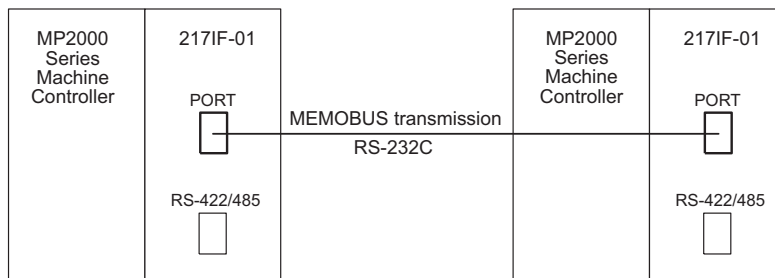 MP2000
Series
Machine
Controller
217IF-01
PORT
RS-422/485
MEMOBUS transmission
RS-232C
MP2000
Series
Machine
Controller
217IF-01
PORT
RS-422/485